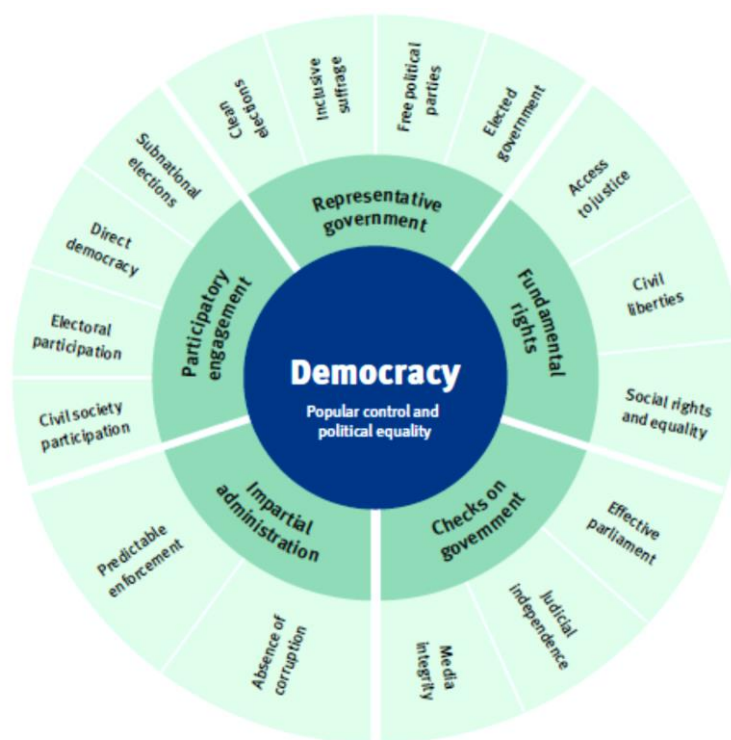 Democracy
Popular control and
political equality
Representative
government
Clean
elections
Inclusive
suffrage
Free political
parties
Elected
government
Fundamental
rights
Access
to justice
Civil
liberties
Social rights
and equality
Checks on
government
Effective
parliament
Judicial
independence
Media
integrity
Impartial
administration
Absence of
corruption
Predictable
enforcement
Participatory
engagement
Civil society
participation
Electoral
participation
Direct
democracy
Subnational
elections